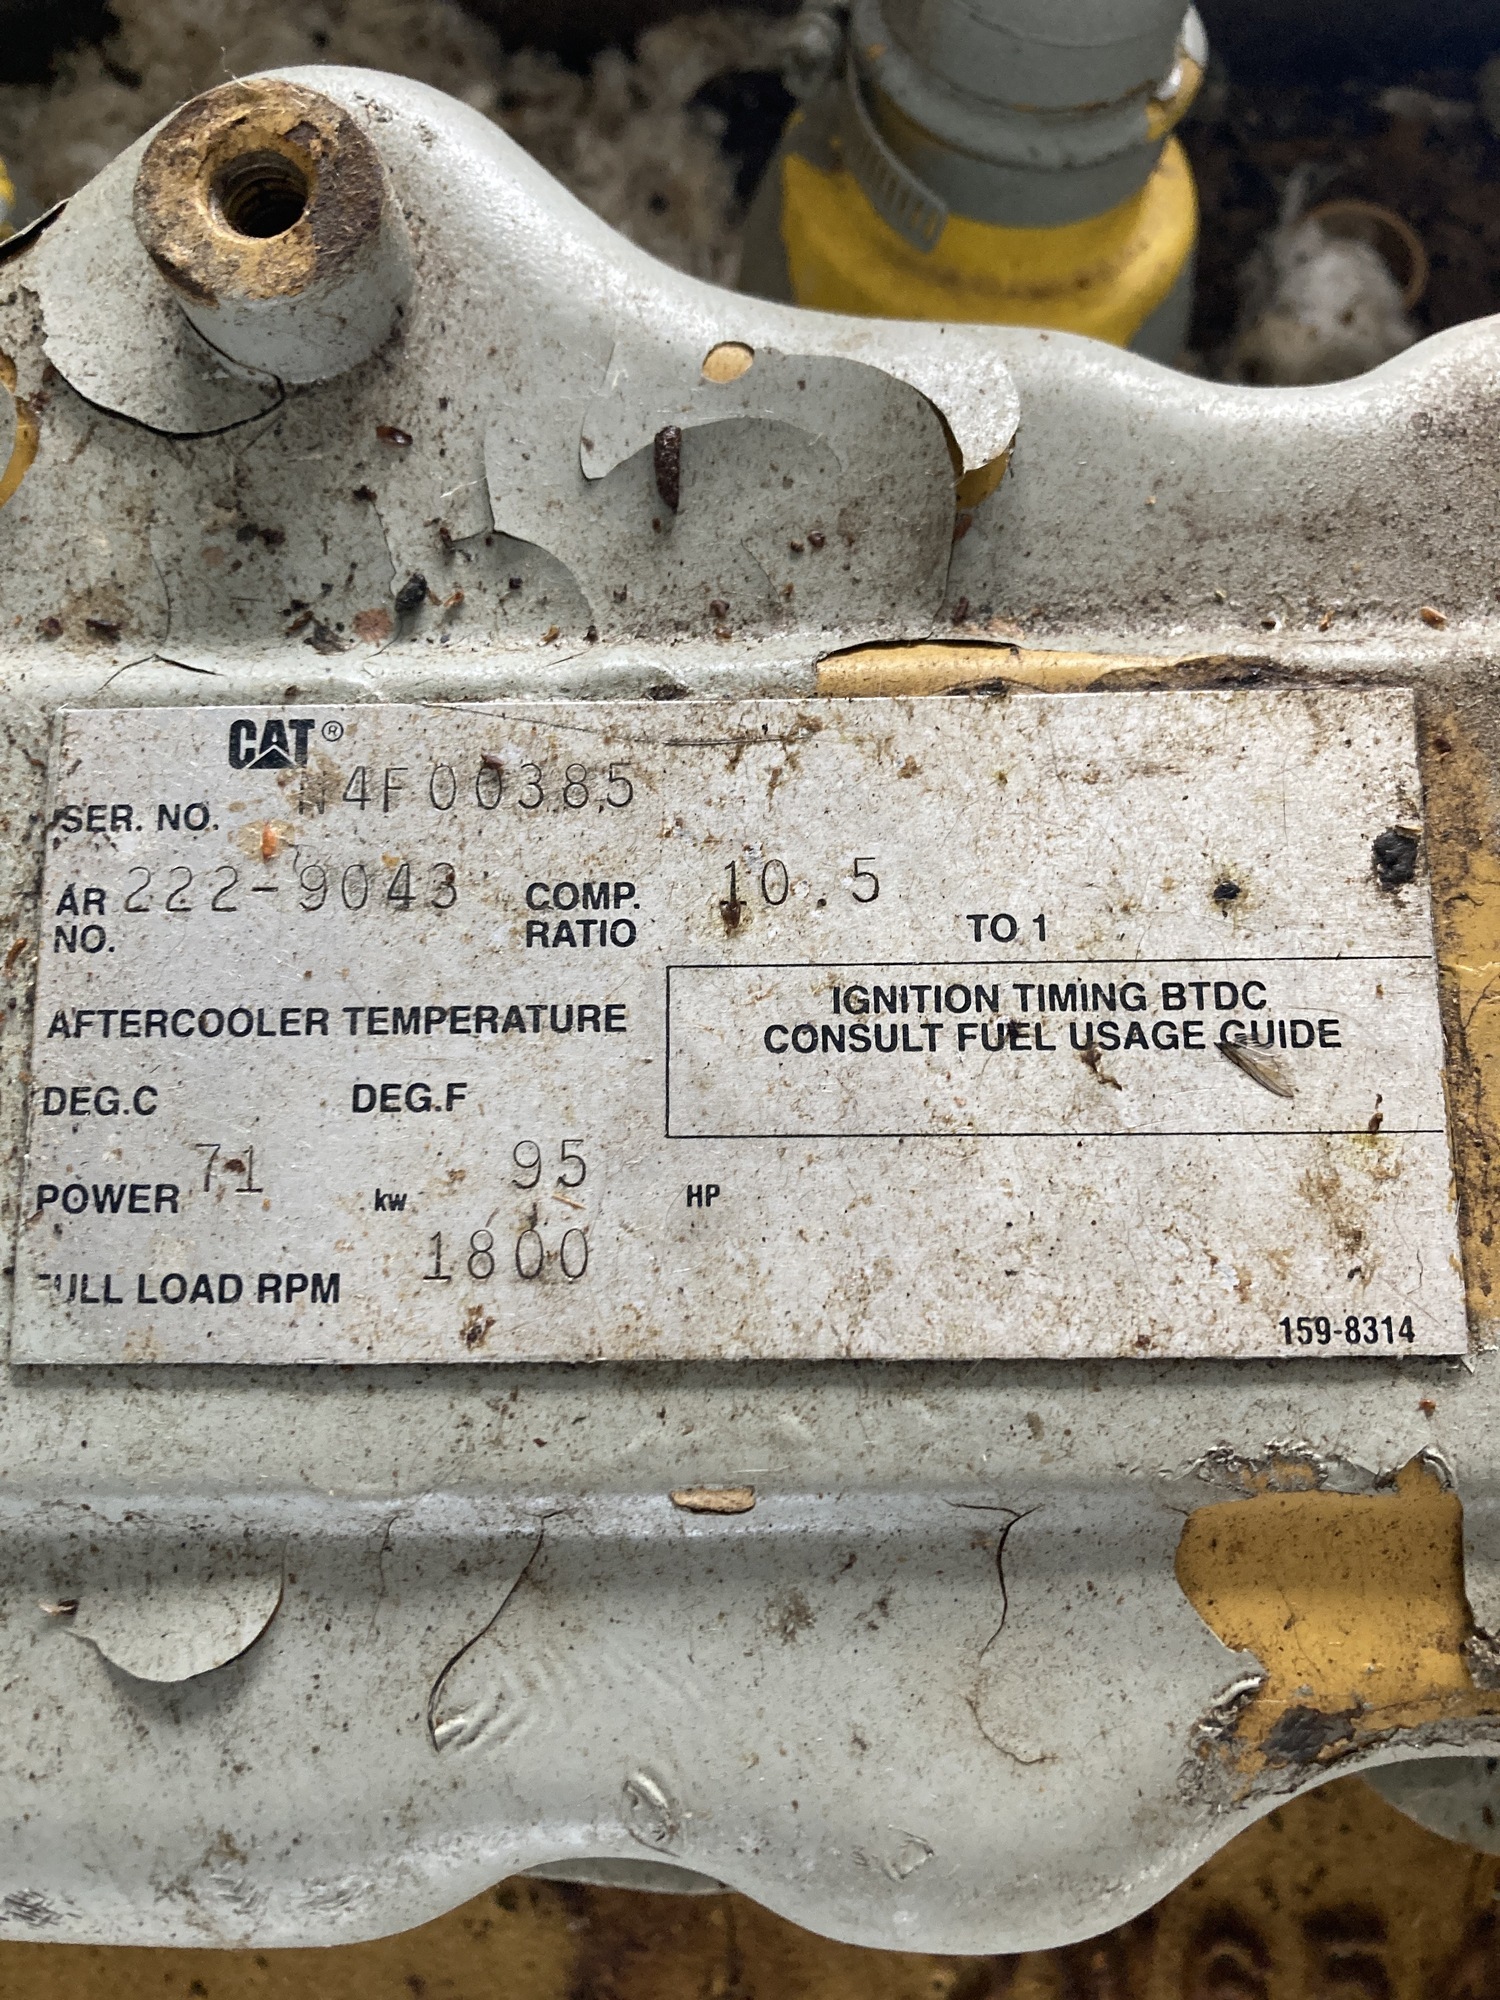 CAT®
SER. NO. N4F00385
AR NO. 222-9043 COMP. RATIO 10.5 TO 1
IGNITION TIMING BTDC
CONSULT FUEL USAGE GUIDE
AFTERCOOLER TEMPERATURE
DEG.C DEG.F
POWER 71 kw 95 HP
FULL LOAD RPM 1800
159-8314